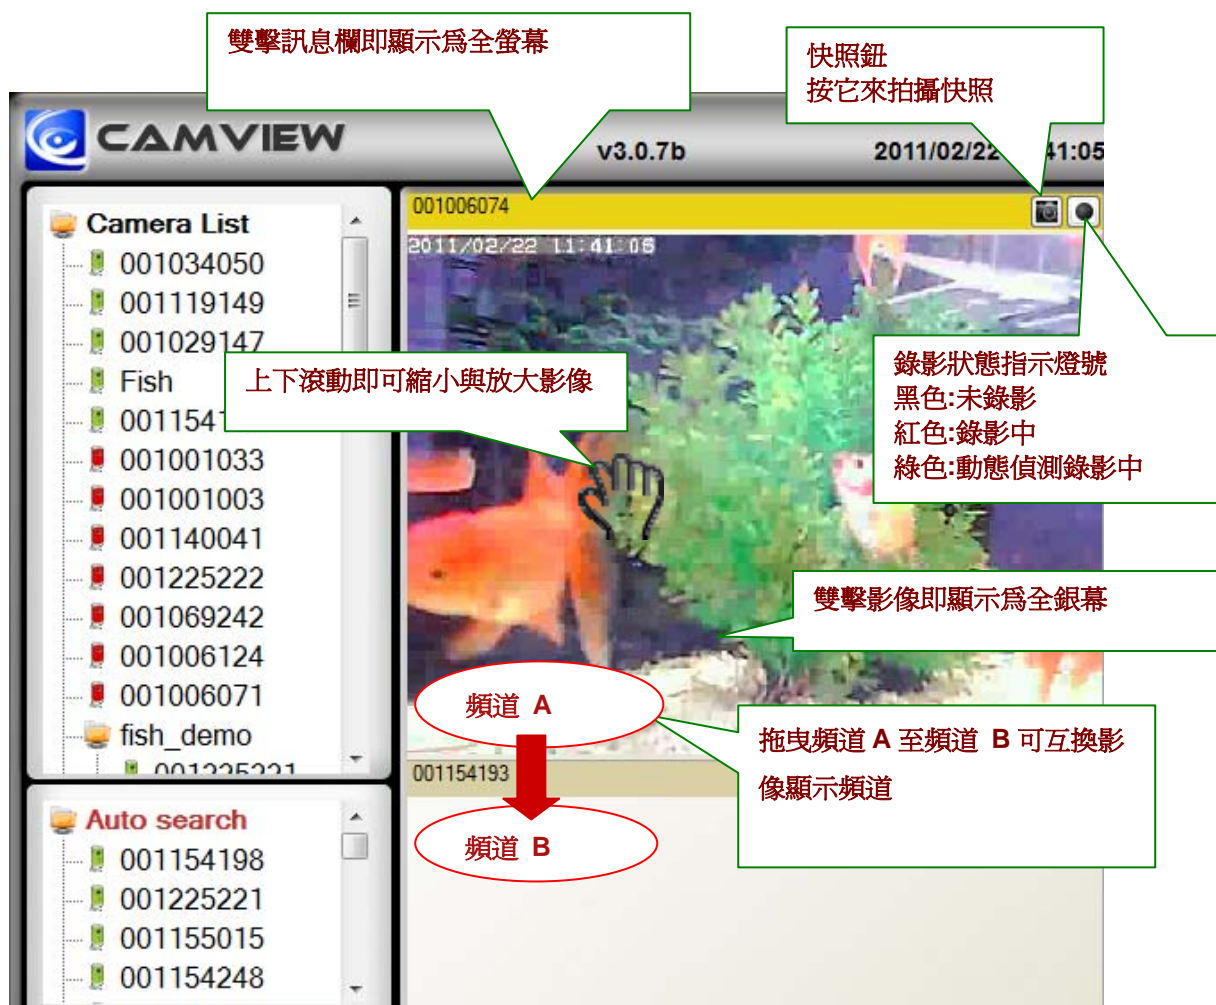 雙擊訊息欄即顯示爲全螢幕
快照鈕
按它來拍攝快照
CAMVIEW
v3.0.7b
2011/02/22
41:05
Camera List
001034050
001119149
001029147
Fish
001154
001001033
001001003
001140041
001225222
001069242
001006124
001006071
fish_demo
001225221
001006074
2011/02/22 11:41:06
上下滾動即可縮小與放大影像
錄影狀態指示燈號
黑色:未錄影
紅色:錄影中
綠色:動態偵測錄影中
雙擊影像即顯示爲全銀幕
頻道 A
拖曳頻道 A 至頻道 B 可互換影
像顯示頻道
001154193
頻道 B
Auto search
001154198
001225221
001155015
001154248